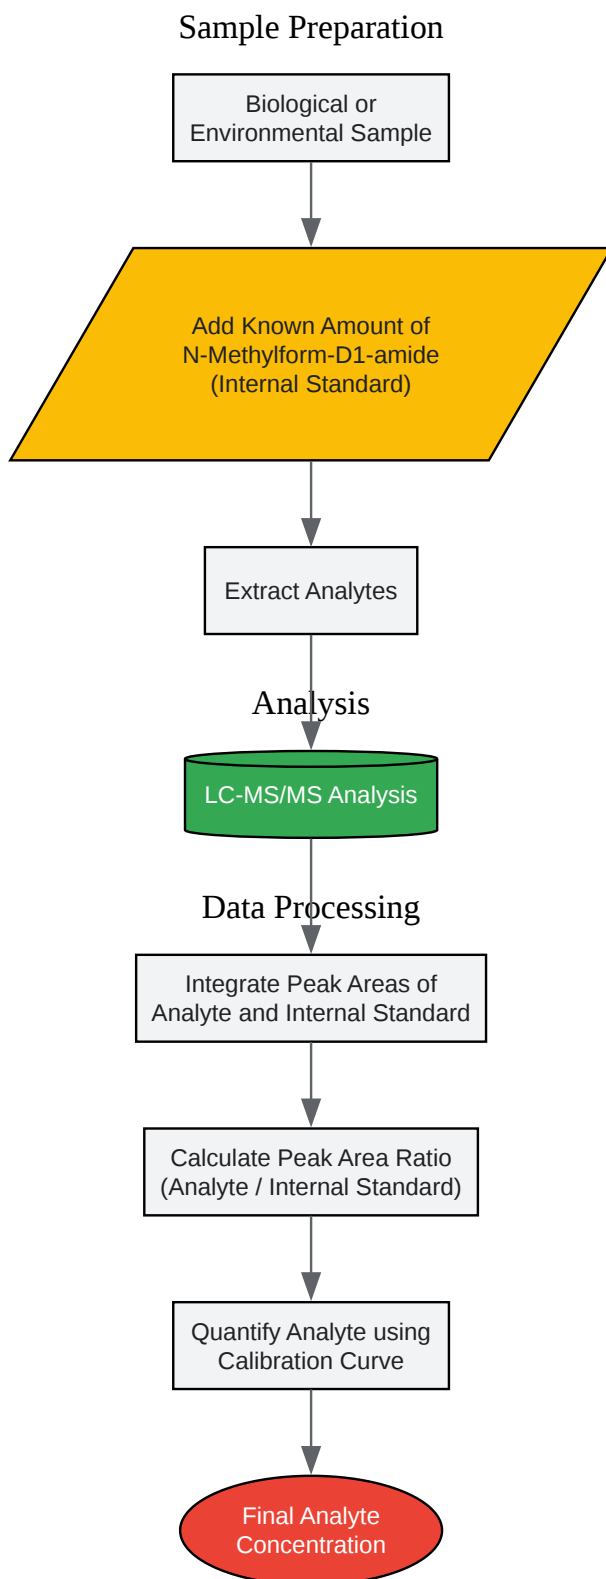 Sample Preparation
Biological or
Environmental Sample
Add Known Amount of
N-Methylform-D1-amide
(Internal Standard)
Extract Analytes
Analysis
LC-MS/MS Analysis
Data Processing
Integrate Peak Areas of
Analyte and Internal Standard
Calculate Peak Area Ratio
(Analyte / Internal Standard)
Quantify Analyte using
Calibration Curve
Final Analyte
Concentration